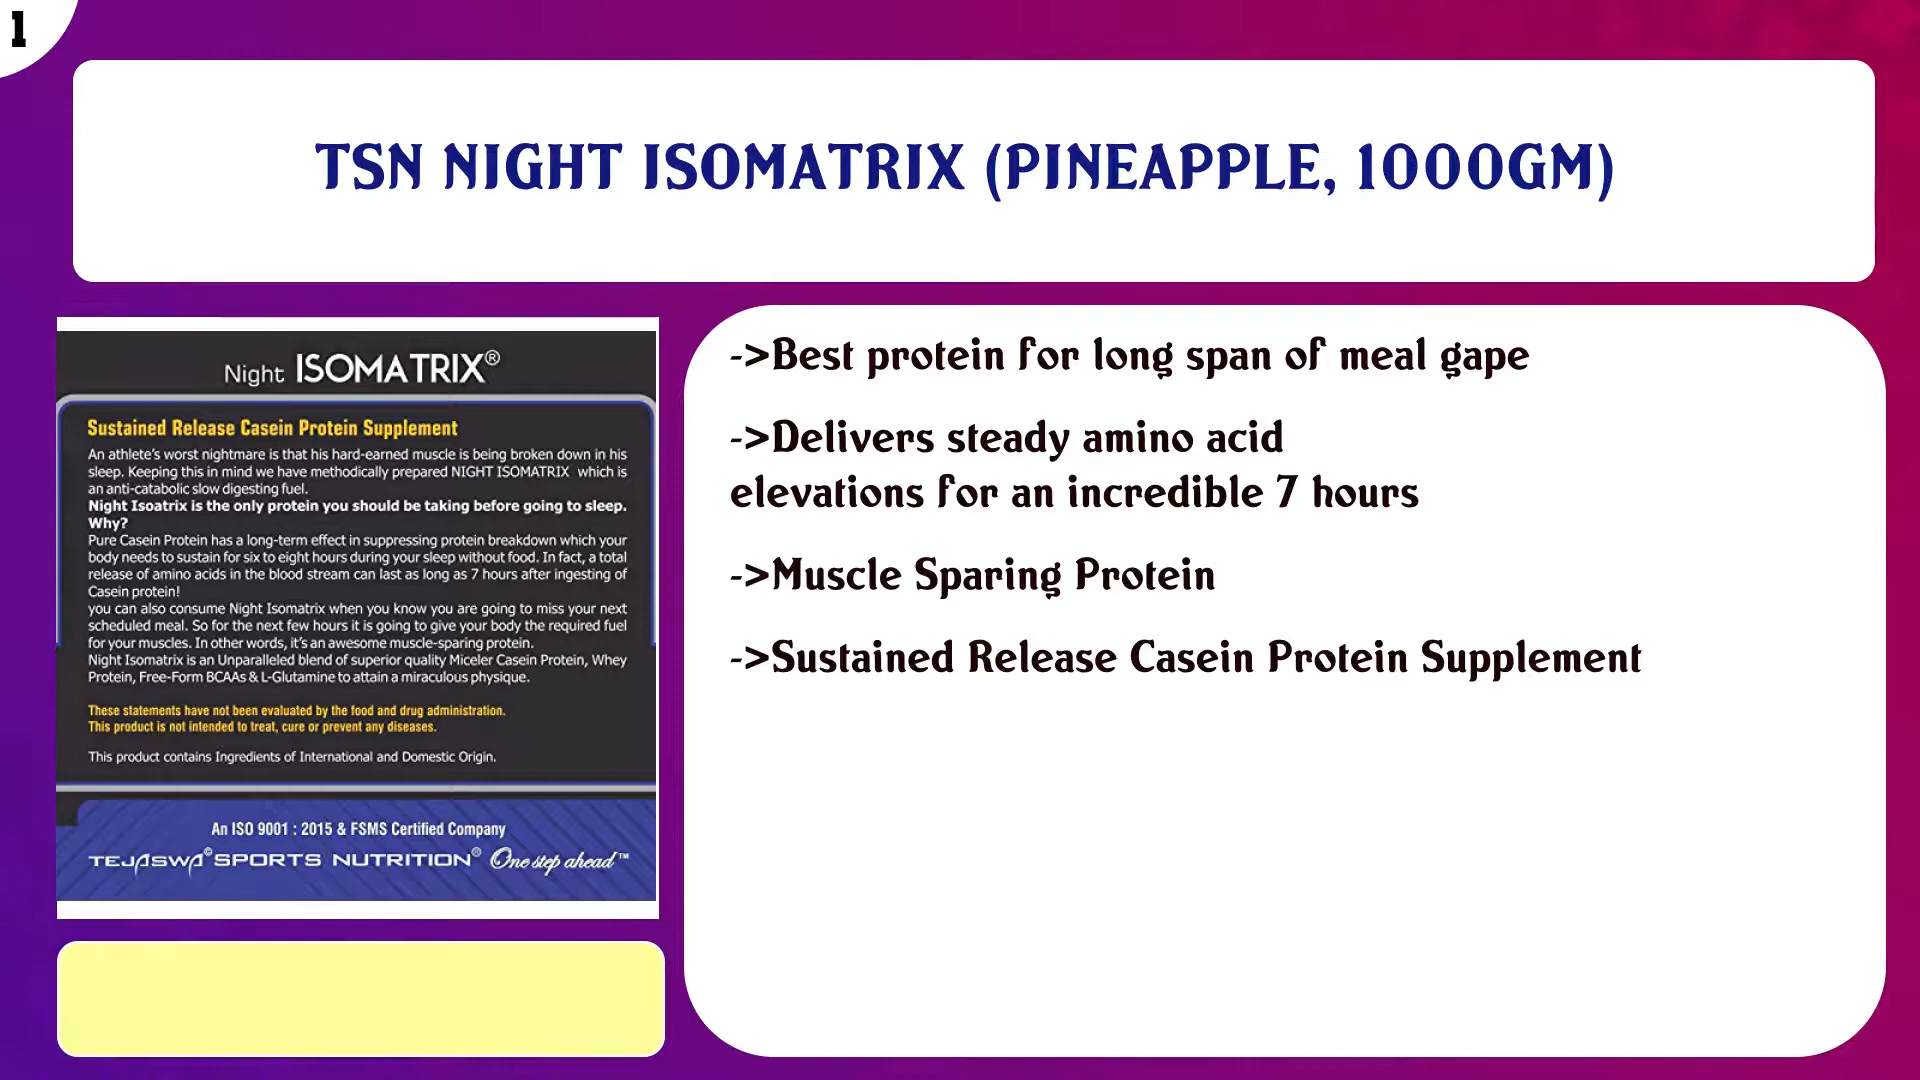 1
TSN NIGHT ISOMATRIX (PINEAPPLE, 1000GM)
Night ISOMATRIX®
Sustained Release Casein Protein Supplement
An athlete's worst nightmare is that his hard-earned muscle is being broken down in his
sleep. Keeping this in mind we have methodically prepared NIGHT ISOMATRIX which is
an anti-catabolic slow digesting fuel.
Night Isoatrix is the only protein you should be taking before going to sleep.
Why?
Pure Casein Protein has a long-term effect in suppressing protein breakdown which your
body needs to sustain for six to eight hours during your sleep without food. In fact, a total
release of amino acids in the blood stream can last as long as 7 hours after ingesting of
Casein protein!
you can also consume Night Isomatrix when you know you are going to miss your next
scheduled meal. So for the next few hours it is going to give your body the required fuel
for your muscles. In other words, it's an awesome muscle-sparing protein.
Night Isomatrix is an Unparalleled blend of superior quality Miceler Casein Protein, Whey
Protein, Free-Form BCAAs & L-Glutamine to attain a miraculous physique.
These statements have not been evaluated by the food and drug administration.
This product is not intended to treat, cure or prevent any diseases.
This product contains Ingredients of International and Domestic Origin.
An ISO 9001 : 2015 & FSMS Certified Company
TEJASWA© SPORTS NUTRITION® One step ahead™
->Best protein for long span of meal gape
->Delivers steady amino acid
elevations for an incredible 7 hours
->Muscle Sparing Protein
->Sustained Release Casein Protein Supplement